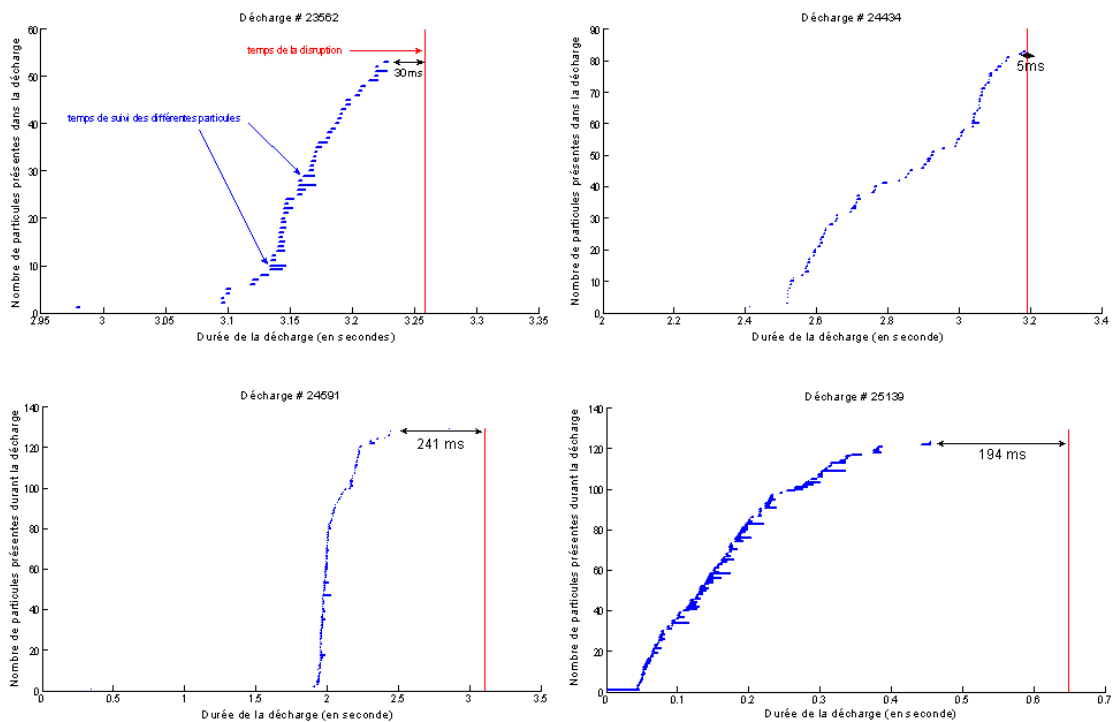 Décharge # 23562
Nombre de particules présentes dans la décharge
60
50
40
30
20
10
0
temps de la disruption
30ms
temps de suivi des différentes particules
2.95 3 3.1 3.15 3.2 3.25 3.3 3.35
Durée de la décharge (en secondes)
Décharge # 24434
Nombre de particules présentes dans la décharge
90
80
70
60
50
40
30
20
10
0
5ms
2 2.2 2.4 2.6 2.8 3 3.2 3.4
Durée de la décharge (en seconde)
Décharge # 24591
Nombre de particules présentes durant la décharge
140
120
100
80
60
40
20
0
241 ms
0 0.5 1 1.5 2 2.5 3 3.5
Durée de la décharge (en seconde)
Décharge # 25139
Nombre de particules présentes durant la décharge
140
120
100
80
60
40
20
0
194 ms
0 0.1 0.2 0.3 0.4 0.5 0.6 0.7
Durée de la décharge (en seconde)